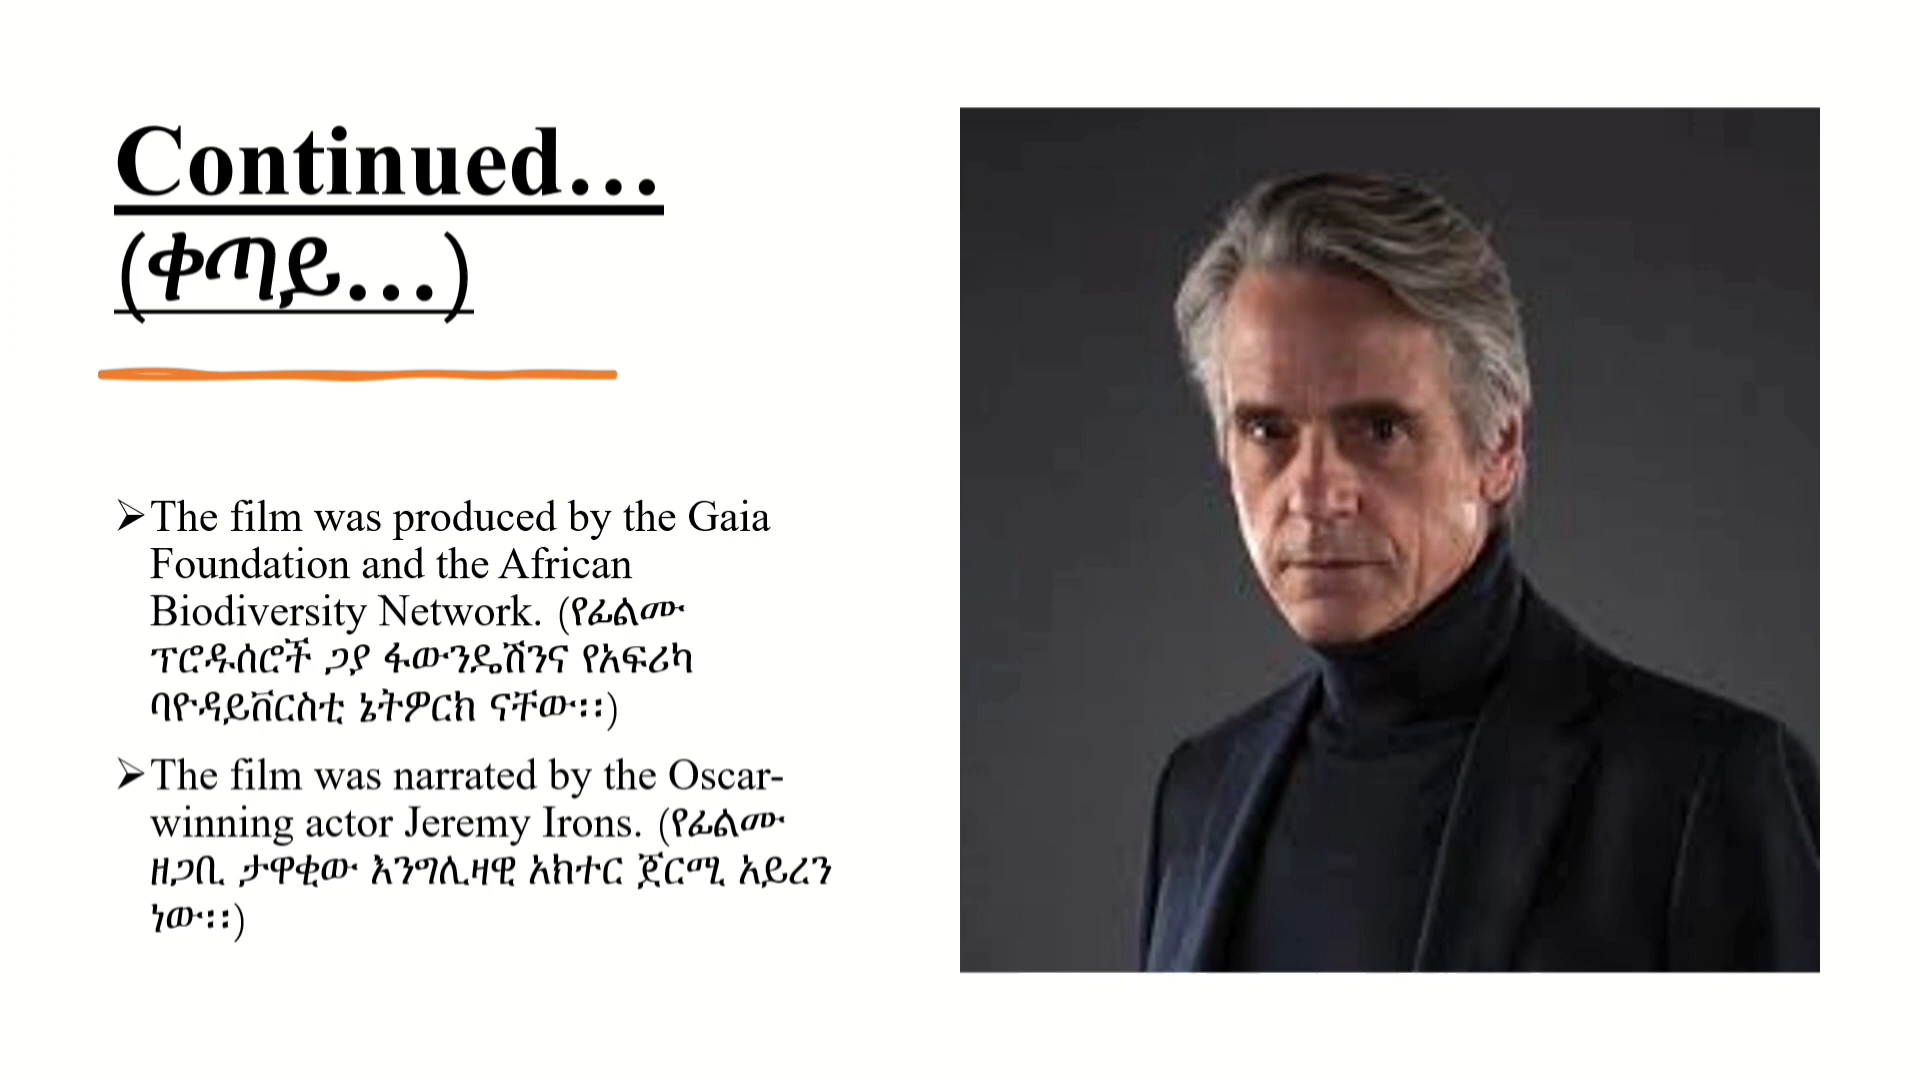 Continued…
(ቀጣይ…)
➢The film was produced by the Gaia
Foundation and the African
Biodiversity Network. (የፊልሙ
ፕሮዱሰሮች ጋያ ፋውንዴሽንና የአፍሪካ
ባዮዳይቨርስቲ ኔትዎርክ ናቸው፡፡)
➢The film was narrated by the Oscar-
winning actor Jeremy Irons. (የፊልሙ
ዘጋቢ ታዋቂው እንግሊዛዊ አክተር ጀርሚ አይረን
ነው፡፡)